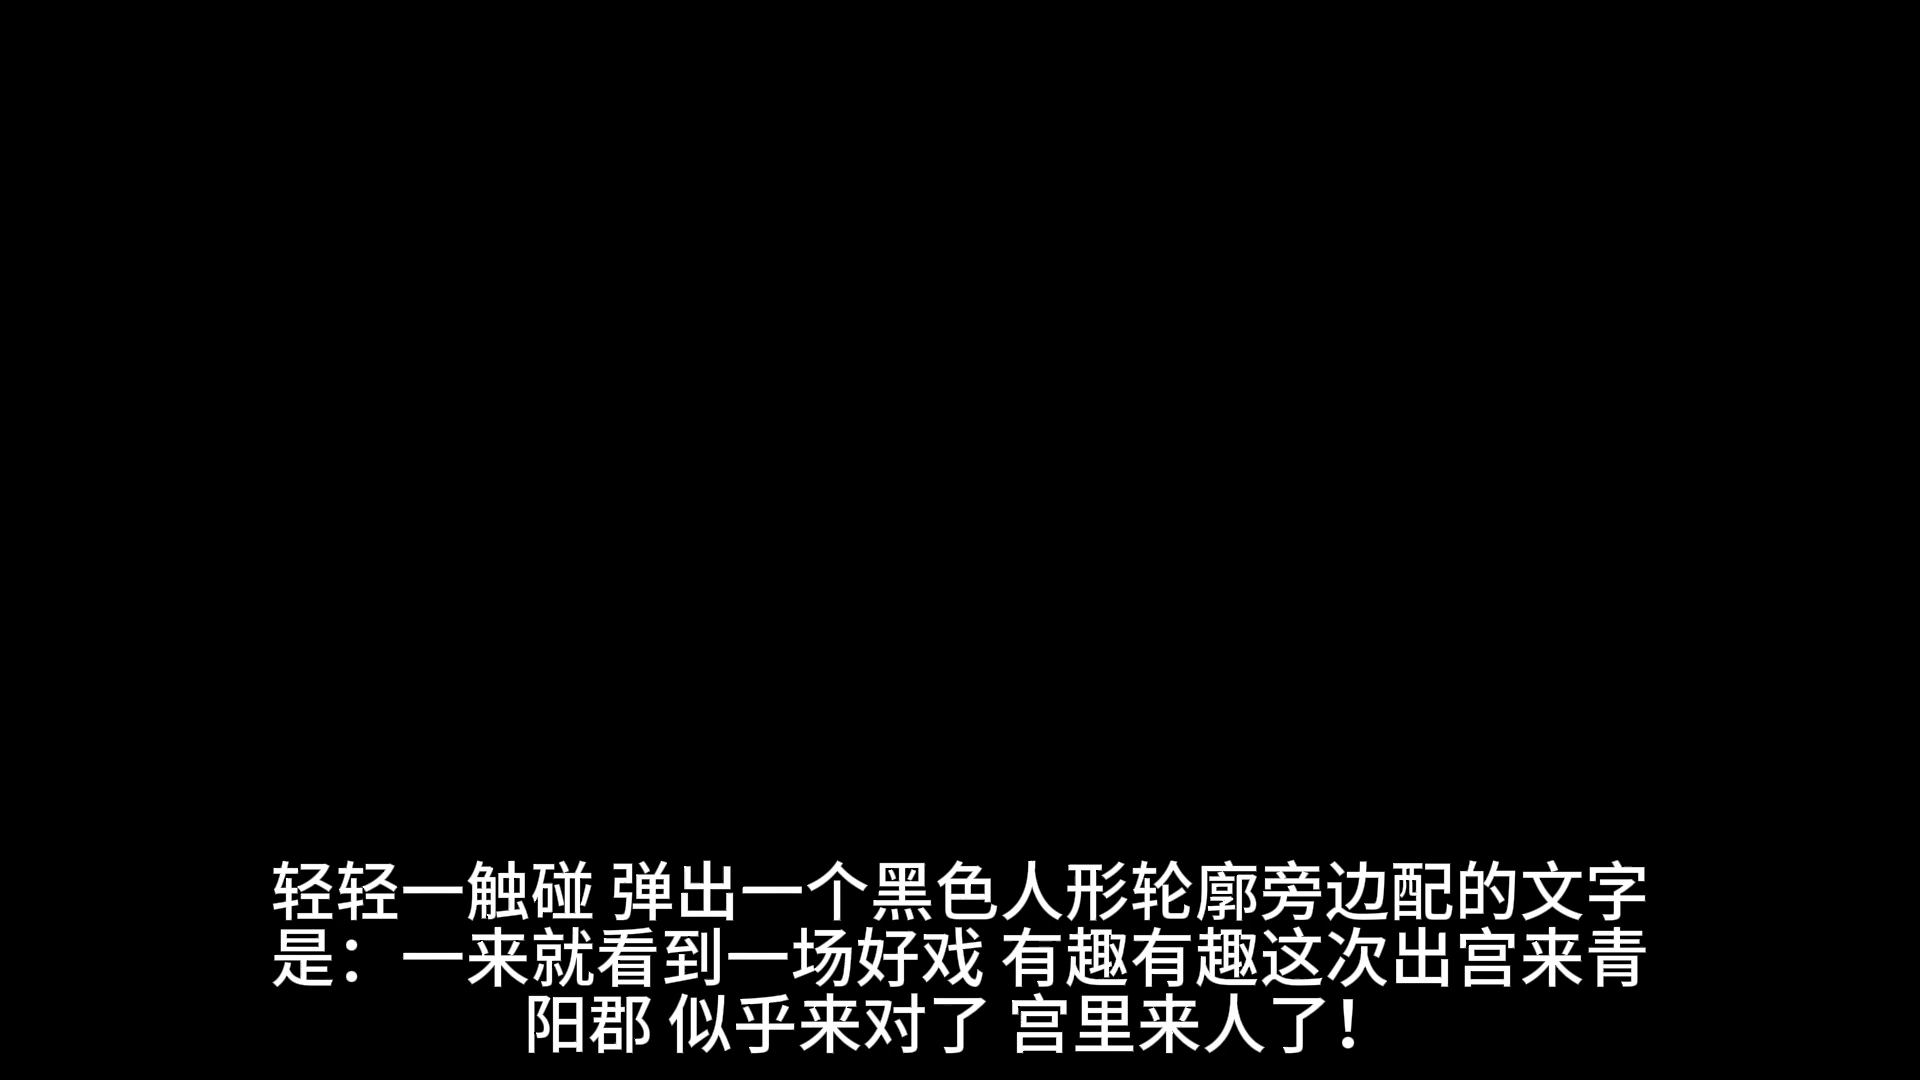 轻轻一触碰 弹出一个黑色人形轮廓旁边配的文字
是：一来就看到一场好戏 有趣有趣这次出宫来青
阳郡 似乎来对了 宫里来人了！